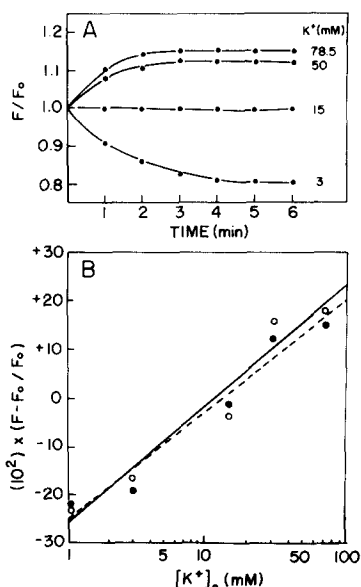 A
K⁺(mM)
F/F₀
1.2
1.1
1.0
0.9
0.8
78.5
50
15
3
1 2 3 4 5 6
TIME (min)
B
(10²) x (F-F₀/F₀)
+30
+20
+10
0
-10
-20
-30
1 5 10 50 100
[K⁺]ₒ (mM)